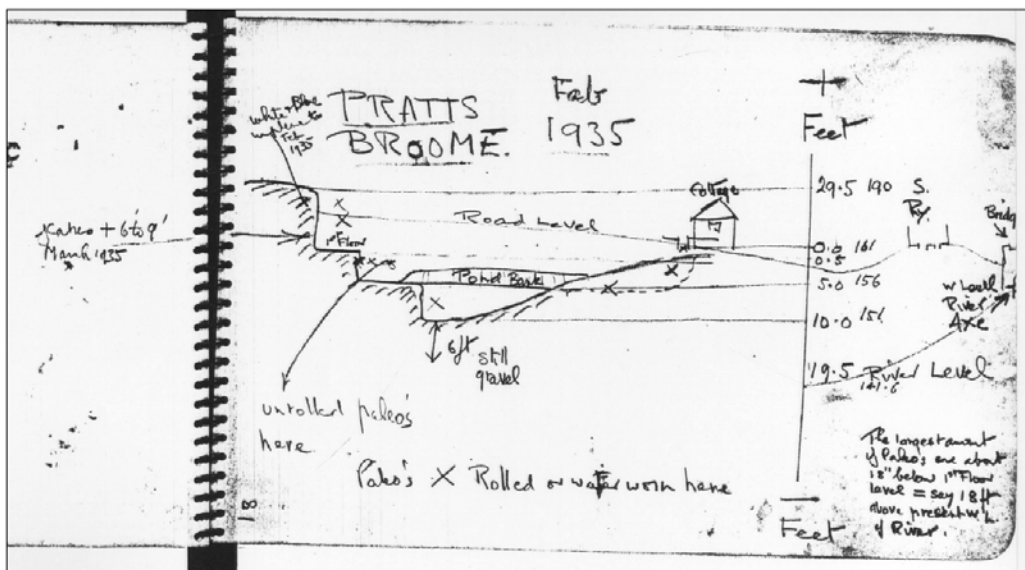 PRATTS
BROOME.
Feb
1935
+
Feet
White + Blue
Feb
1935
Cottage
29.5 190 S.
Ry.
Bridge
Road Level
+ 6 to 9'
March 1935
1st Floor
0.0 161
0.5
Pond Bank
5.0 156
W Level
River
Axe
10.0 151
6ft still
gravel
19.5 River Level
141.6
unrolled paleo's
here
The largest amount
of Paleo's are about
18" below 1st Floor
level = say 18 ft
above present
of River.
Paleo's X Rolled or water worn here
Feet